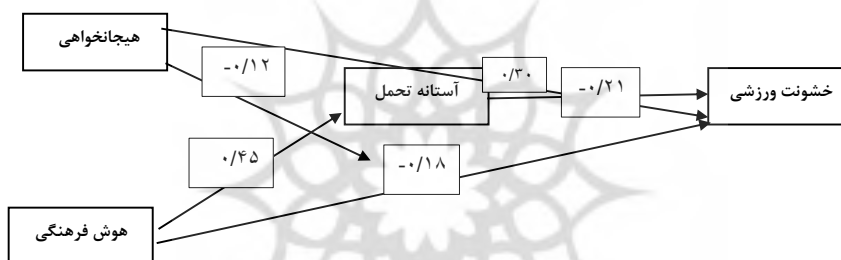 هیجانخواهی
-۰/۱۲
۰/۳۰
آستانه تحمل
-۰/۲۱
خشونت ورزشی
۰/۴۵
-۰/۱۸
هوش فرهنگی